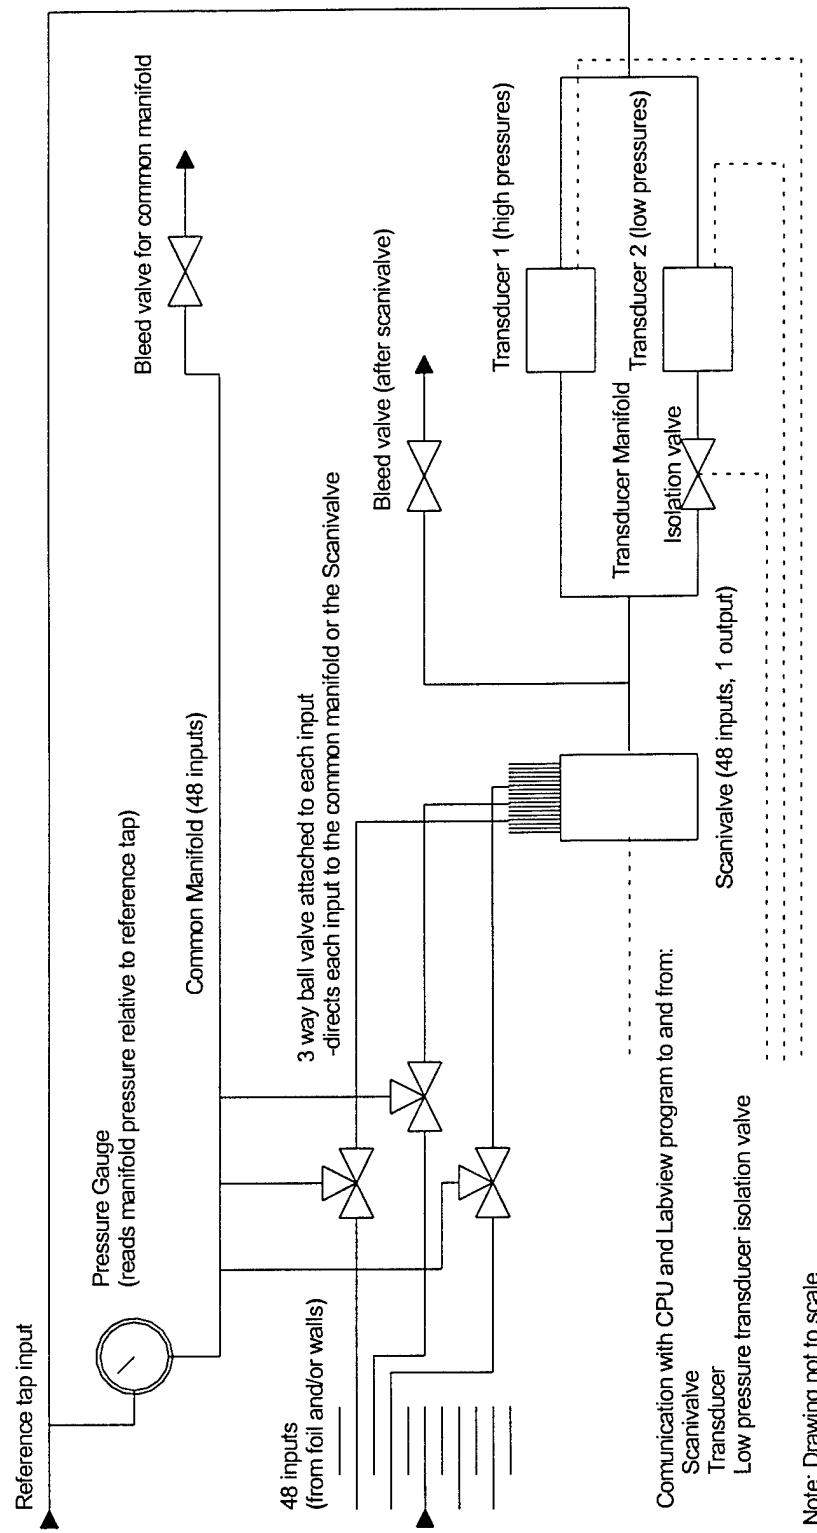 Reference tap input
Pressure Gauge
(reads manifold pressure relative to reference tap)
Common Manifold (48 inputs)
Bleed valve for common manifold
48 inputs
(from foil and/or walls)
3 way ball valve attached to each input
-directs each input to the common manifold or the Scanivalve
Bleed valve (after scanivalve)
Transducer 1 (high pressures)
Transducer Manifold
Transducer 2 (low pressures)
Isolation valve
Scanivalve (48 inputs, 1 output)
Comunication with CPU and Labview program to and from:
Scanivalve
Transducer
Low pressure transducer isolation valve
Note: Drawing not to scale